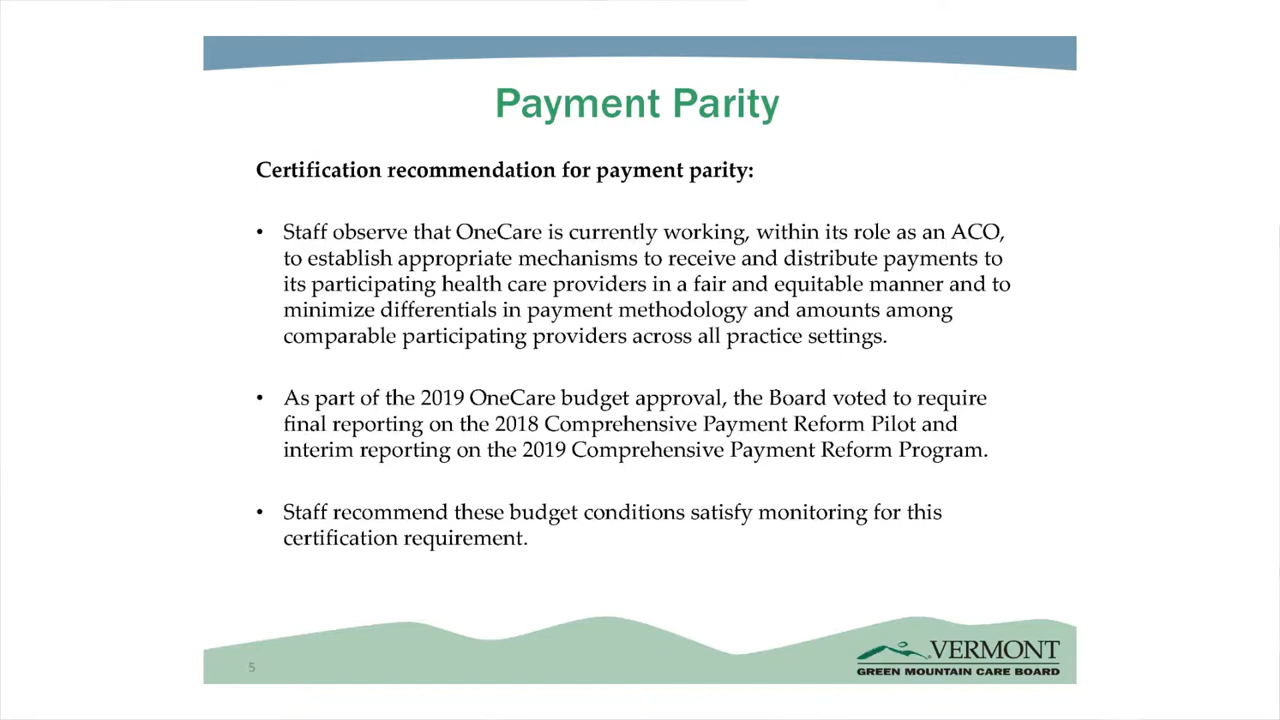 Payment Parity
Certification recommendation for payment parity:
• Staff observe that OneCare is currently working, within its role as an ACO,
to establish appropriate mechanisms to receive and distribute payments to
its participating health care providers in a fair and equitable manner and to
minimize differentials in payment methodology and amounts among
comparable participating providers across all practice settings.
• As part of the 2019 OneCare budget approval, the Board voted to require
final reporting on the 2018 Comprehensive Payment Reform Pilot and
interim reporting on the 2019 Comprehensive Payment Reform Program.
• Staff recommend these budget conditions satisfy monitoring for this
certification requirement.
5
VERMONT
GREEN MOUNTAIN CARE BOARD